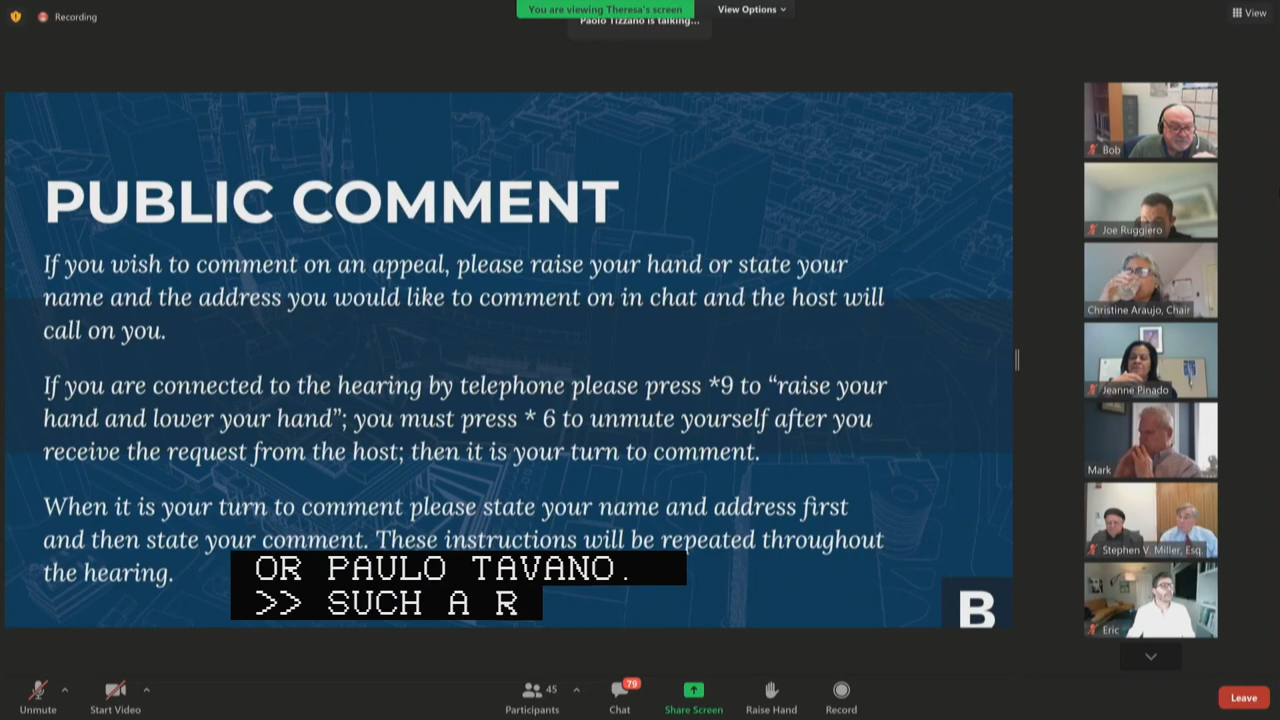 You are viewing Theresa's screen
View Options
Recording
Paolo Tizzano is talking...
View
PUBLIC COMMENT
If you wish to comment on an appeal, please raise your hand or state your
name and the address you would like to comment on in chat and the host will
call on you.
If you are connected to the hearing by telephone please press *9 to “raise your
hand and lower your hand”; you must press * 6 to unmute yourself after you
receive the request from the host; then it is your turn to comment.
When it is your turn to comment please state your name and address first
and then state your comment. These instructions will be repeated throughout
the hearing.
OR PAULO TAVANO.
>> SUCH A R
B
Bob
Joe Ruggiero
Christine Araujo, Chair
Jeanne Pinado
Mark
Stephen V. Miller, Esq.
Eric
Unmute
Start Video
45
Participants
79
Chat
Share Screen
Raise Hand
Record
Leave